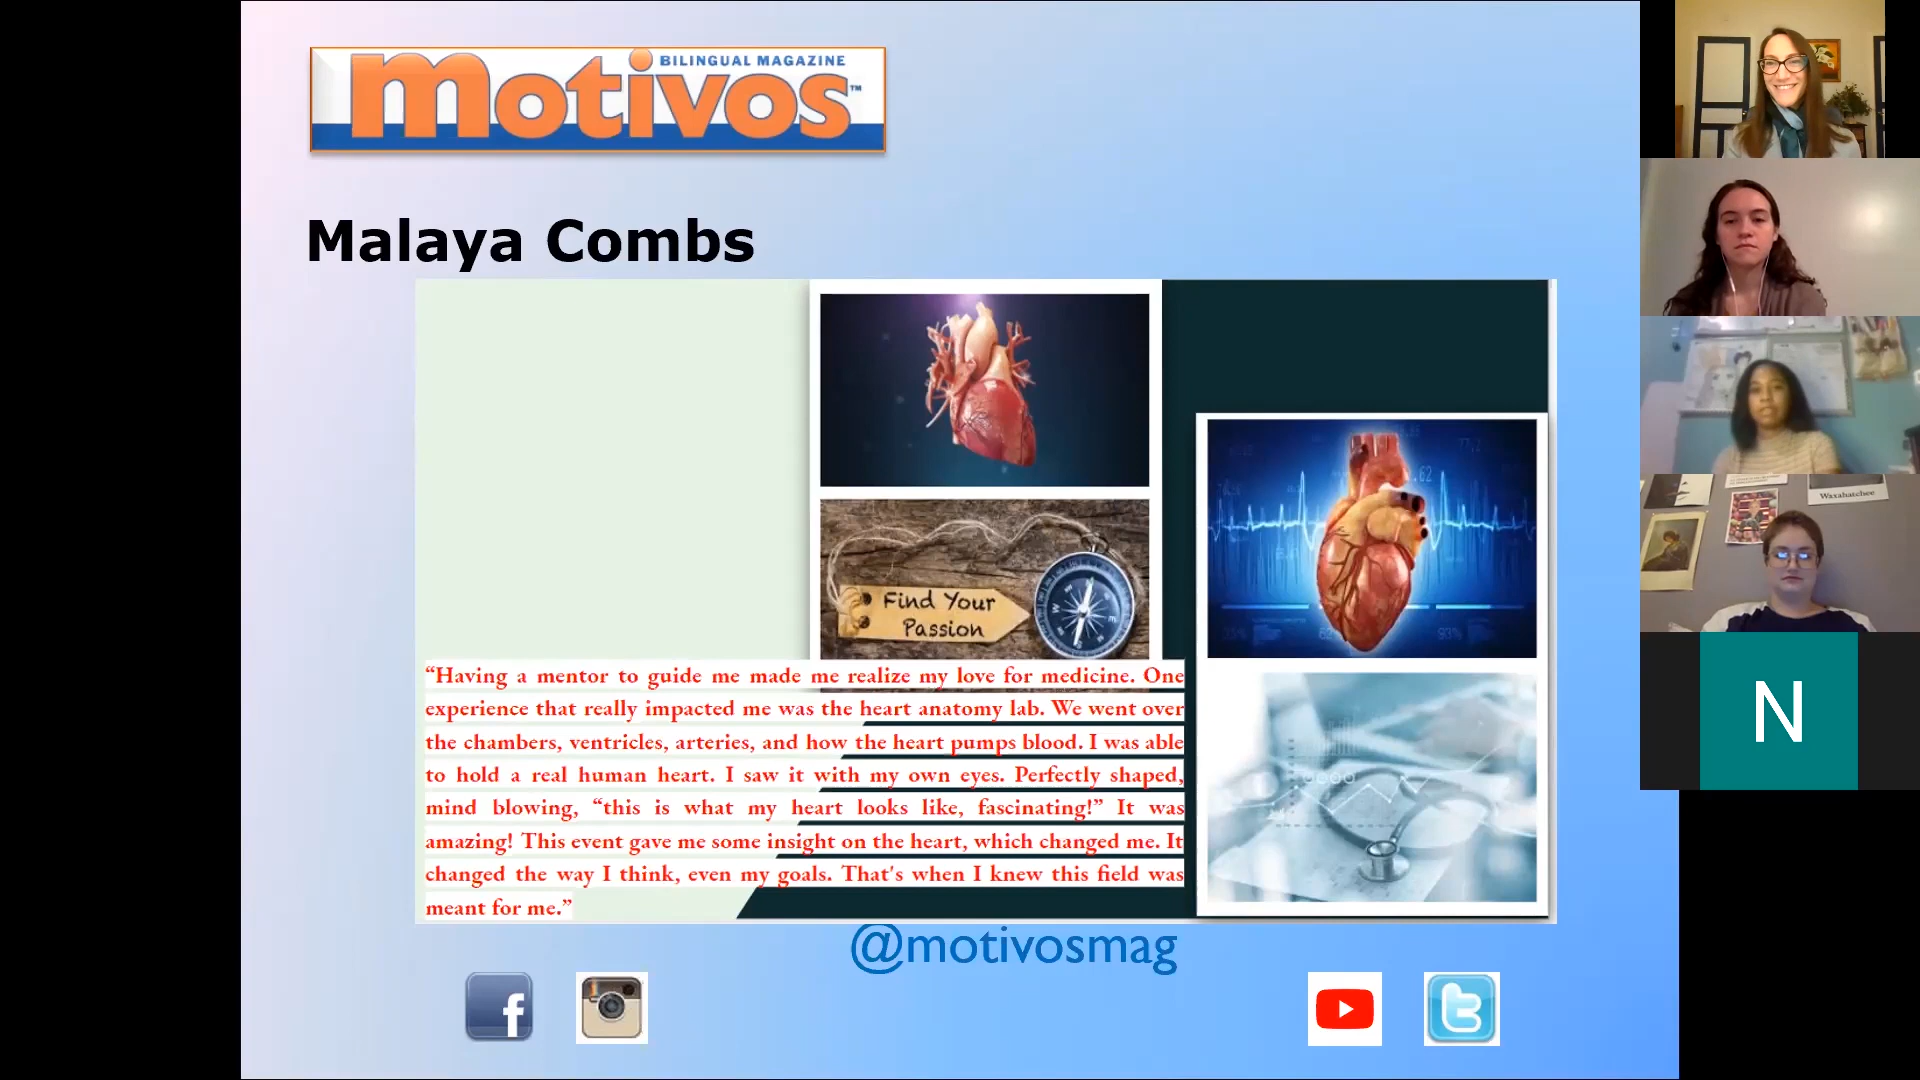 BILINGUAL MAGAZINE
motivos™
Malaya Combs
Find Your
Passion
“Having a mentor to guide me made me realize my love for medicine. One
experience that really impacted me was the heart anatomy lab. We went over
the chambers, ventricles, arteries, and how the heart pumps blood. I was able
to hold a real human heart. I saw it with my own eyes. Perfectly shaped,
mind blowing, “this is what my heart looks like, fascinating!” It was
amazing! This event gave me some insight on the heart, which changed me. It
changed the way I think, even my goals. That's when I knew this field was
meant for me.”
@motivosmag
Waxahatchee
N